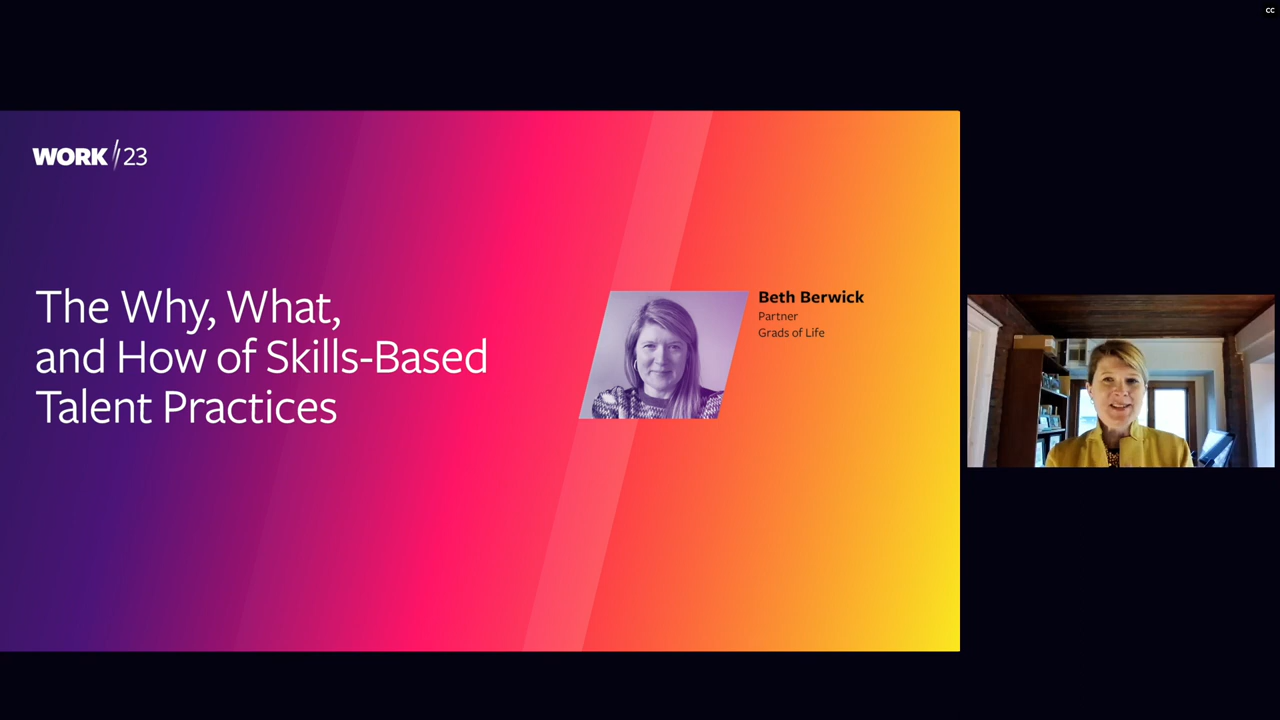 CC
WORK/23
The Why, What,
and How of Skills-Based
Talent Practices
Beth Berwick
Partner
Grads of Life